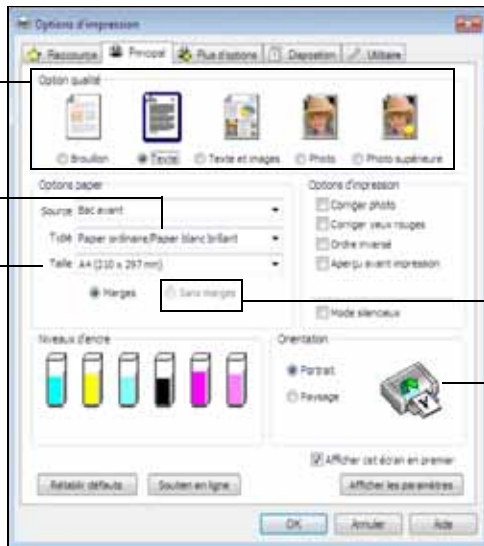 Options d'impression
Raccourcis Principal Plus d'options Disposition Utilitaire
Option qualité
Brouillon Texte Texte et images Photo Photo supérieure
Options papier Options d'impression
Source Bac avant Corriger photo
Corriger yeux rouges
Type Papier ordinaire/Papier blanc brillant Ordre inversé
Taille A4 (210 x 297 mm) Aperçu avant impression
Marges Sans marges
Mode silencieux
Niveaux d'encre Orientation
Portrait
Paysage
A
Afficher cet écran en premier
Rétablir défauts Soutien en ligne Afficher les paramètres
OK Annuler Aide